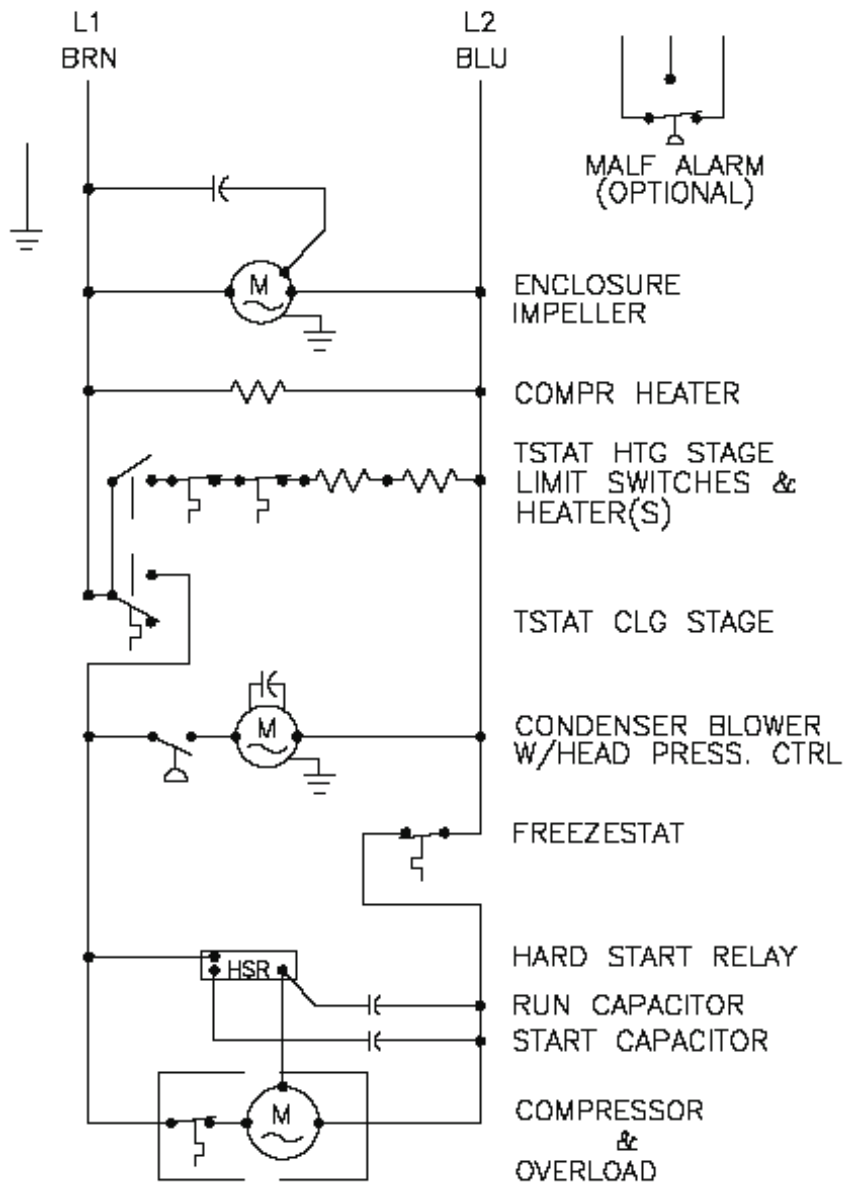 L1
BRN
L2
BLU
MALF ALARM
(OPTIONAL)
M
ENCLOSURE
IMPELLER
COMPR HEATER
TSTAT HTG STAGE
LIMIT SWITCHES &
HEATER(S)
TSTAT CLG STAGE
M
CONDENSER BLOWER
W/HEAD PRESS. CTRL
FREEZESTAT
HSR
HARD START RELAY
RUN CAPACITOR
START CAPACITOR
M
COMPRESSOR
&
OVERLOAD